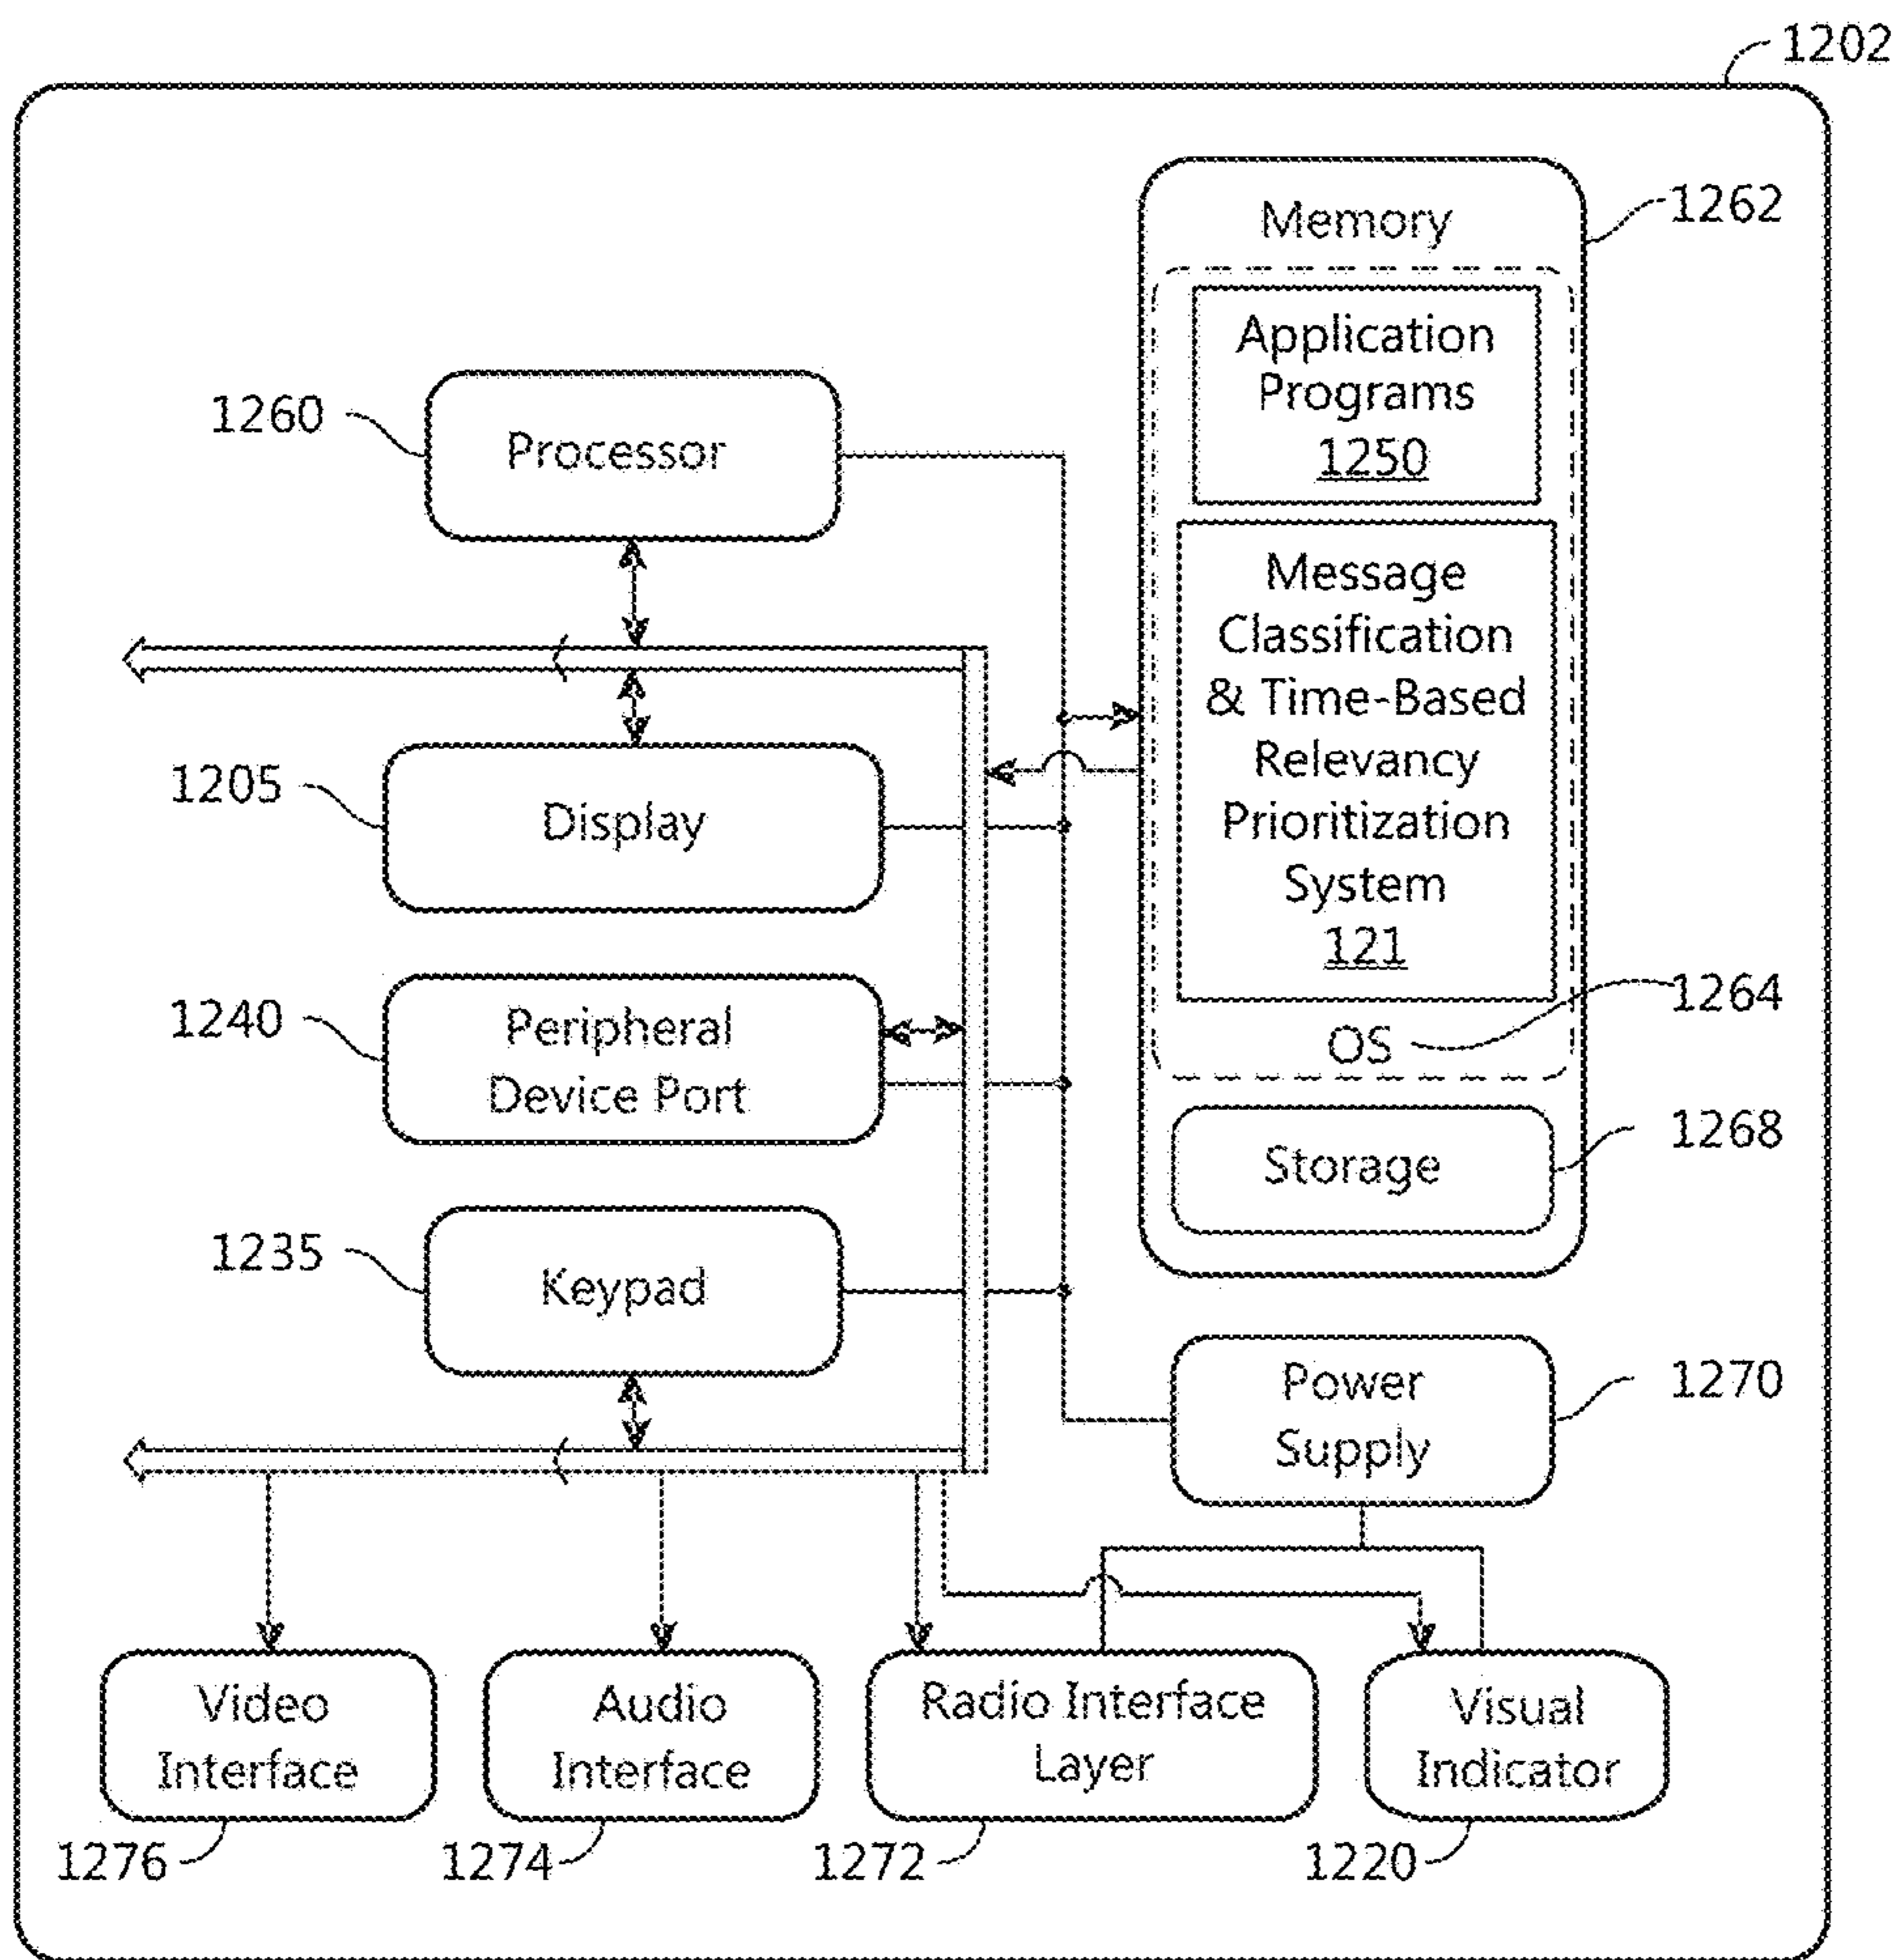 1202
Memory
1262
Application
Programs
1250
1260
Processor
Message
Classification
& Time-Based
Relevancy
Prioritization
System
121
1205
Display
1264
OS
1240
Peripheral
Device Port
1268
Storage
1235
Keypad
1270
Power
Supply
Video
Interface
Audio
Interface
Radio Interface
Layer
Visual
Indicator
1276
1274
1272
1220